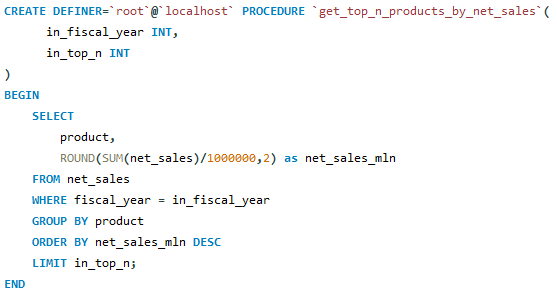 CREATE DEFINER=`root`@`localhost` PROCEDURE `get_top_n_products_by_net_sales`(
      in_fiscal_year INT,
      in_top_n INT
)
BEGIN
    SELECT
        product,
        ROUND(SUM(net_sales)/1000000,2) as net_sales_mln
    FROM net_sales
    WHERE fiscal_year = in_fiscal_year
    GROUP BY product
    ORDER BY net_sales_mln DESC
    LIMIT in_top_n;
END